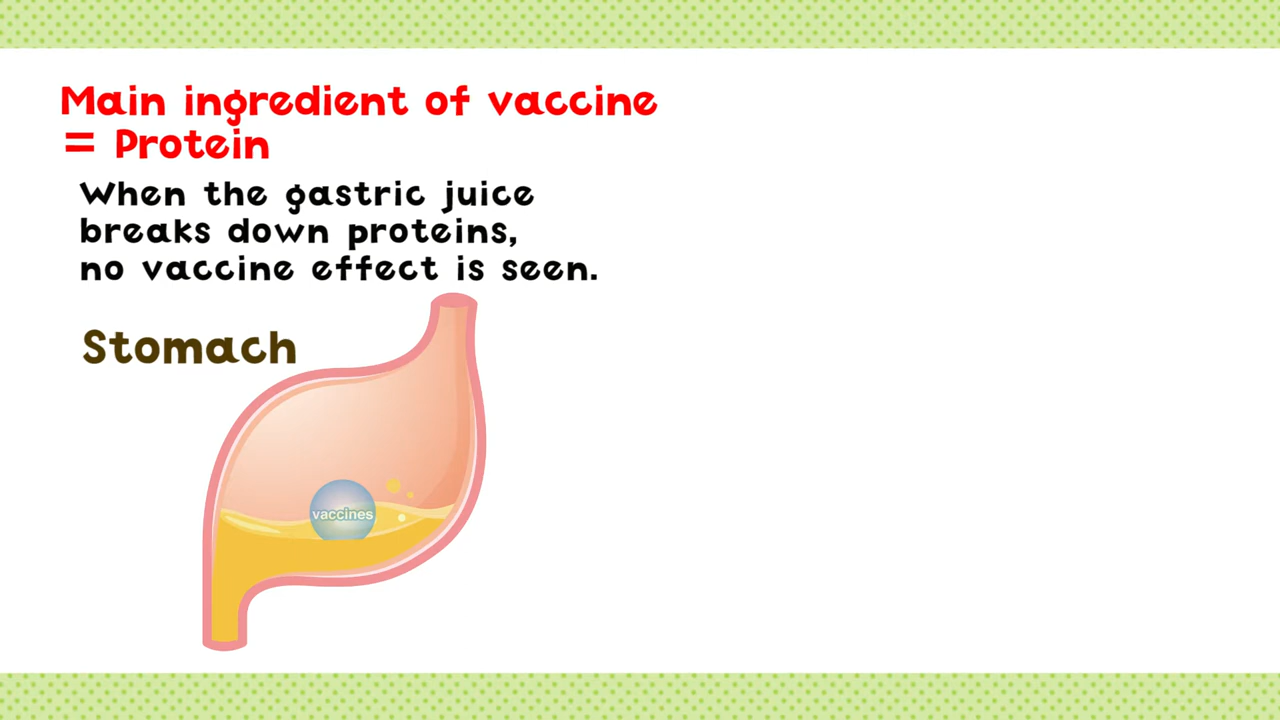 Main ingredient of vaccine
= Protein
When the gastric juice
breaks down proteins,
no vaccine effect is seen.
Stomach
vaccines